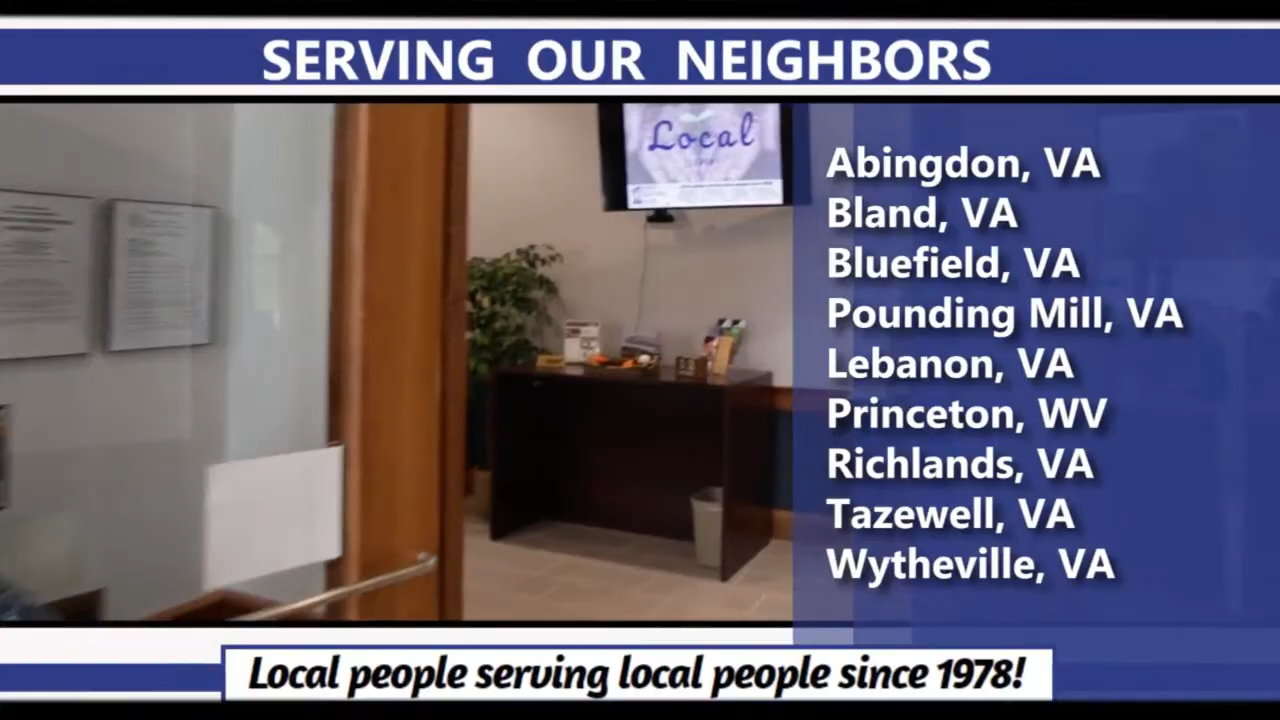 SERVING OUR NEIGHBORS
Local
Abingdon, VA
Bland, VA
Bluefield, VA
Pounding Mill, VA
Lebanon, VA
Princeton, WV
Richlands, VA
Tazewell, VA
Wytheville, VA
Local people serving local people since 1978!